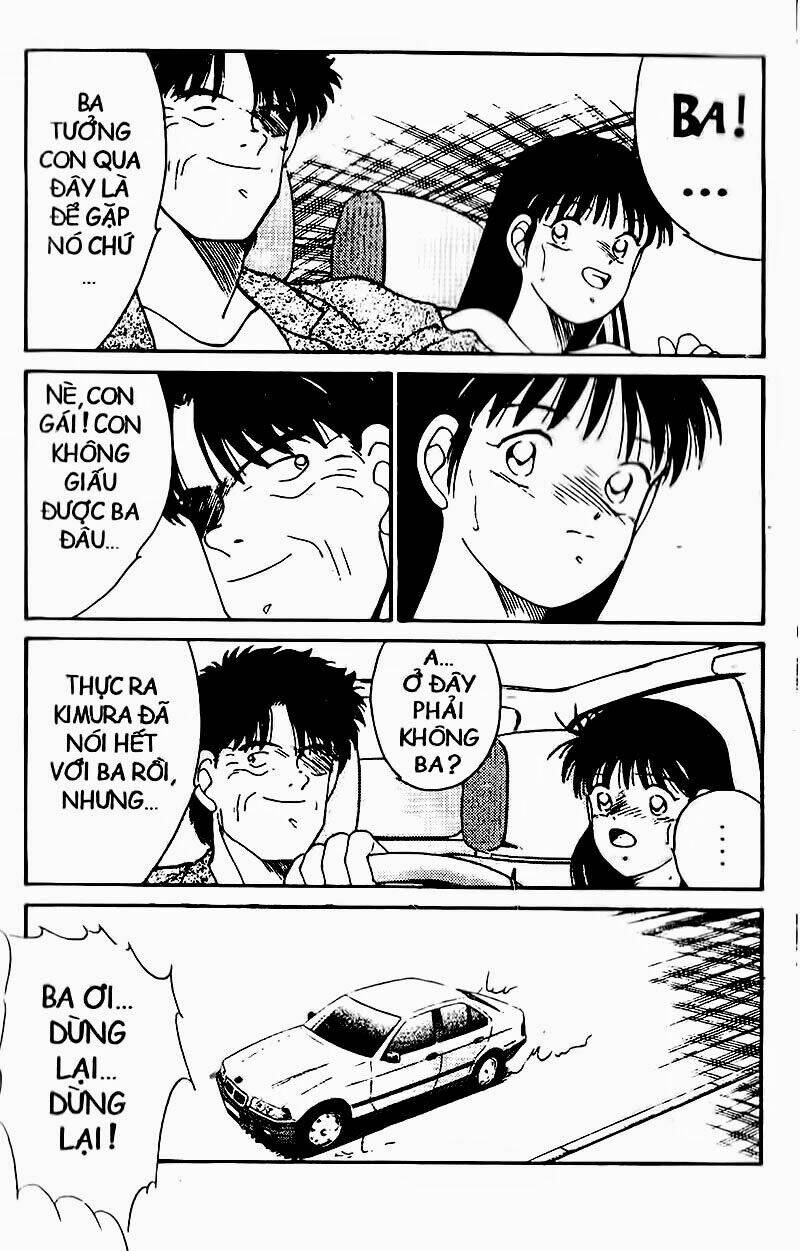 BA
TƯỞNG
CON QUA
ĐÂY LÀ
ĐỂ GẶP
NÓ CHỨ
...
BA!
...
NÈ, CON
GÁI! CON
KHÔNG
GIẤU
ĐƯỢC BA
ĐÂU...
THỰC RA
KIMURA ĐÃ
NÓI HẾT
VỚI BA RỒI,
NHƯNG...
A...
Ở ĐÂY
PHẢI
KHÔNG
BA?
...
...
BA ƠI...
DỪNG
LẠI...
DỪNG
LẠI!